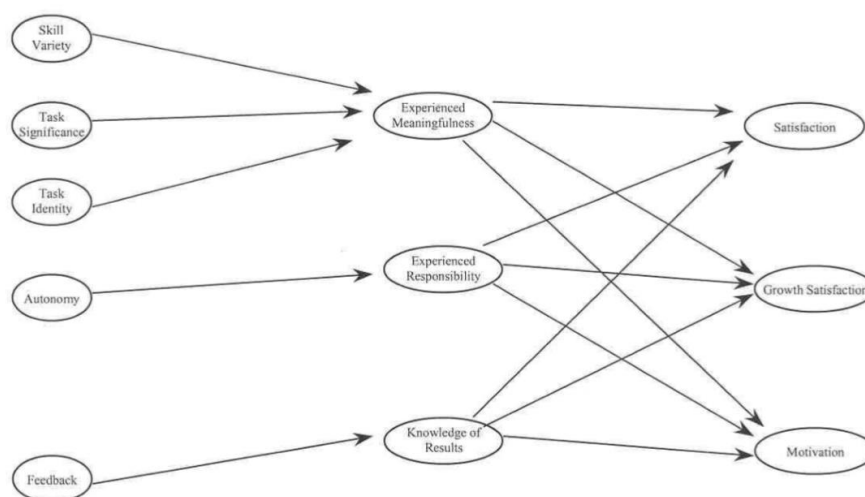 Skill
Variety
Task
Significance
Task
Identity
Autonomy
Feedback
Experienced
Meaningfulness
Experienced
Responsibility
Knowledge of
Results
Satisfaction
Growth Satisfaction
Motivation